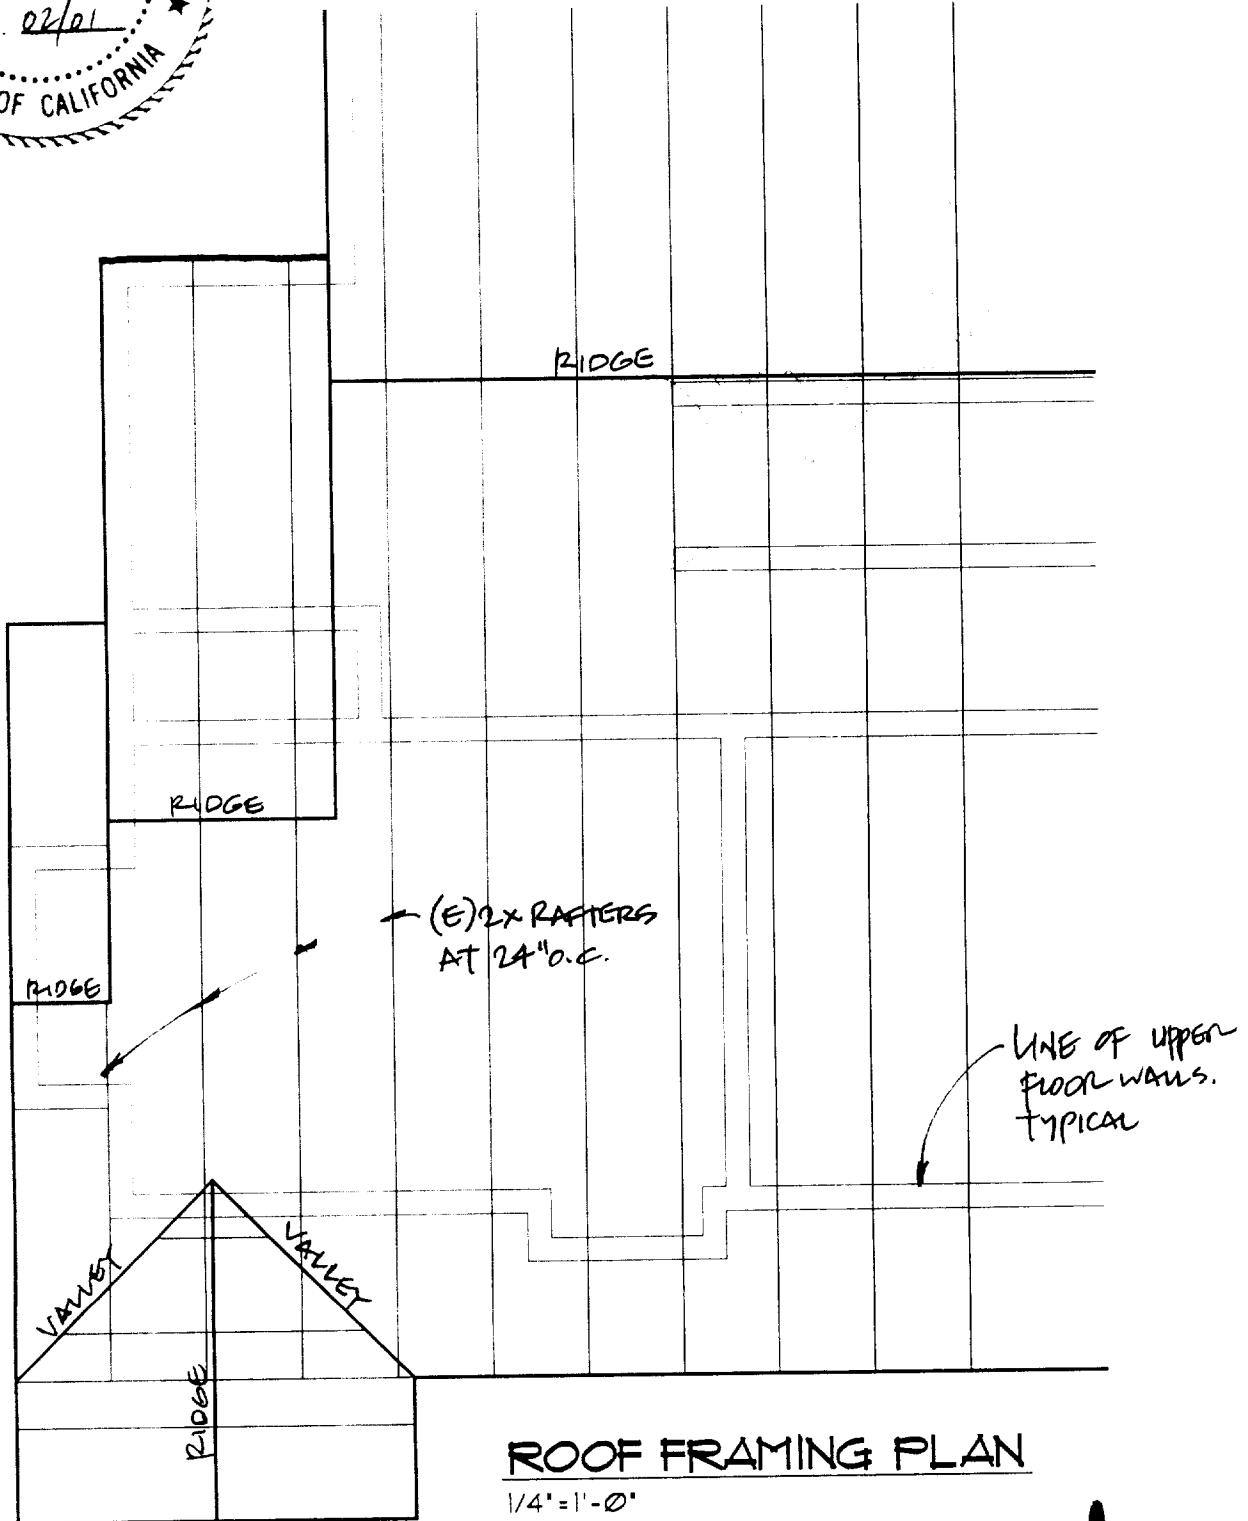 02/01
OF CALIFORNIA
RIDGE
RIDGE
(E) 2X RAFTERS
AT 24" O.C.
RIDGE
LINE OF UPPER
FLOOR WALLS.
TYPICAL
VALLEY
VALLEY
RIDGE
ROOF FRAMING PLAN
1/4"=1'-0"